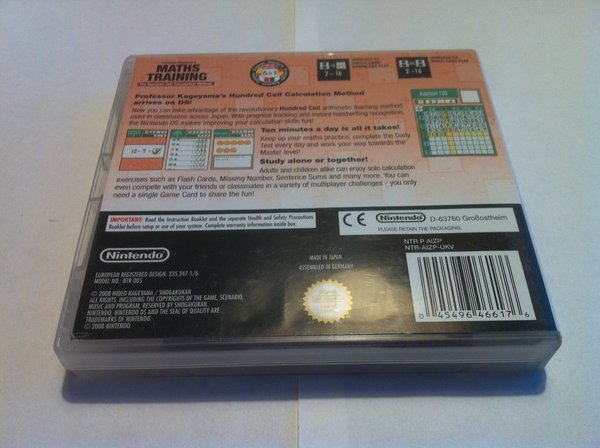 MATHS
TRAINING
2 - 16
2 - 16
Professor Kageyama's Hundred Cell Calculation Method
arrives on DS!
Now you can take advantage of the revolutionary Hundred Cell arithmetic learning method
used in classrooms across Japan. With progress tracking and instant handwriting recognition,
the Nintendo DS makes improving your calculation skills fun!
Ten minutes a day is all it takes!
Keep up your maths practice, complete the Daily
Test every day and work your way towards the
Master level!
Study alone or together!
Adults and children alike can enjoy solo calculation
exercises such as Flash Cards, Missing Number, Sentence Sums and many more. You can
even compete with your friends or classmates in a variety of multiplayer challenges - you only
need a single Game Card to share the fun!
Addition 100
12 - 9 =
IMPORTANT: Read the Instruction Booklet and the separate Health and Safety Precautions
Booklet before setup or use of your system. Complete warranty information inside box.
CE Nintendo D-63760 Großostheim
PLEASE RETAIN THE PACKAGING.
Nintendo
MADE IN JAPAN
ASSEMBLED IN GERMANY
NTR P AIZP
NTR-AIZP-UKV
EUROPEAN REGISTERED DESIGN: 235.247-1/6.
MODEL NO.: NTR-005
© 2008 HIDEO KAGEYAMA / SHOGAKUKAN
ALL RIGHTS, INCLUDING THE COPYRIGHTS OF THE GAME, SCENARIO,
MUSIC AND PROGRAM, RESERVED BY SHOGAKUKAN.
NINTENDO, NINTENDO DS AND THE SEAL OF QUALITY ARE
TRADEMARKS OF NINTENDO.
© 2008 NINTENDO.
0 45496 46617 6